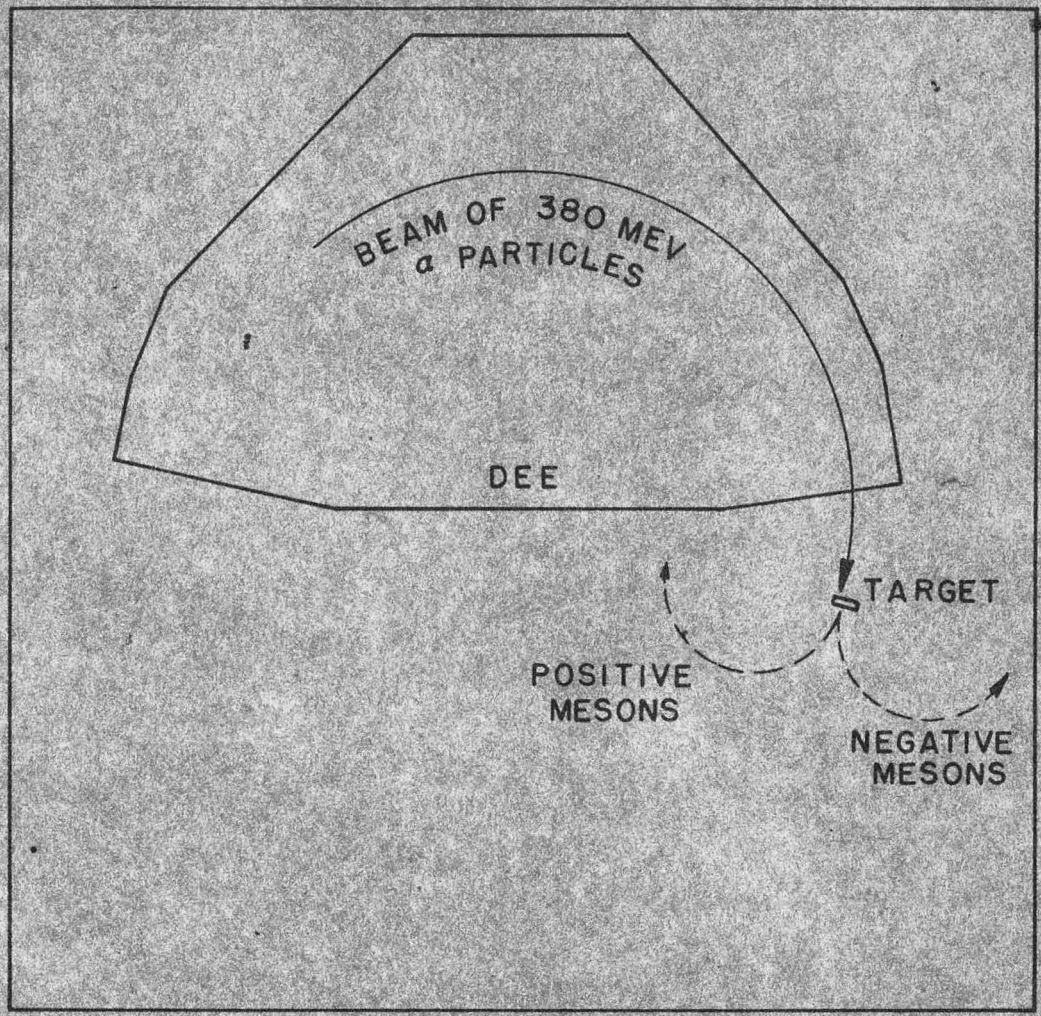 BEAM OF 380 MEV
α PARTICLES
DEE
TARGET
POSITIVE
MESONS
NEGATIVE
MESONS